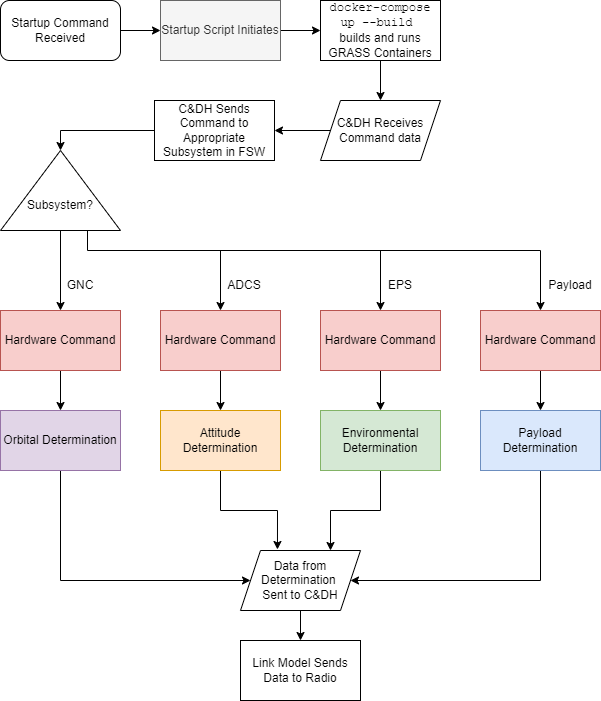 Startup Command
Received
Startup Script Initiates
docker-compose
up --build
builds and runs
GRASS Containers
C&DH Receives
Command data
C&DH Sends
Command to
Appropriate
Subsystem in FSW
Subsystem?
GNC
ADCS
EPS
Payload
Hardware Command
Hardware Command
Hardware Command
Hardware Command
Orbital Determination
Attitude
Determination
Environmental
Determination
Payload
Determination
Data from
Determination
Sent to C&DH
Link Model Sends
Data to Radio